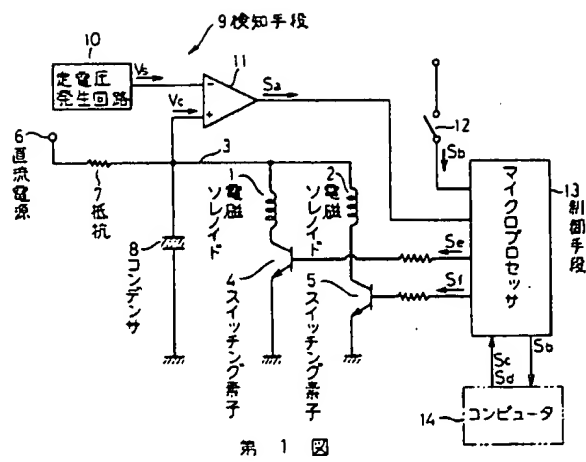 9 検知手段
10
定電圧
発生回路
Vs
11
Sa
Vc
6
直流電源
7
抵抗
3
8
コンデンサ
1
電磁
ソレノイド
2
電磁
ソレノイド
4
スイッチング素子
5
スイッチング素子
12
Sb
マイクロプロセッサ
13
制御手段
Se
Sf
Sc
Sd
Sb
14
コンピュータ
第 1 図